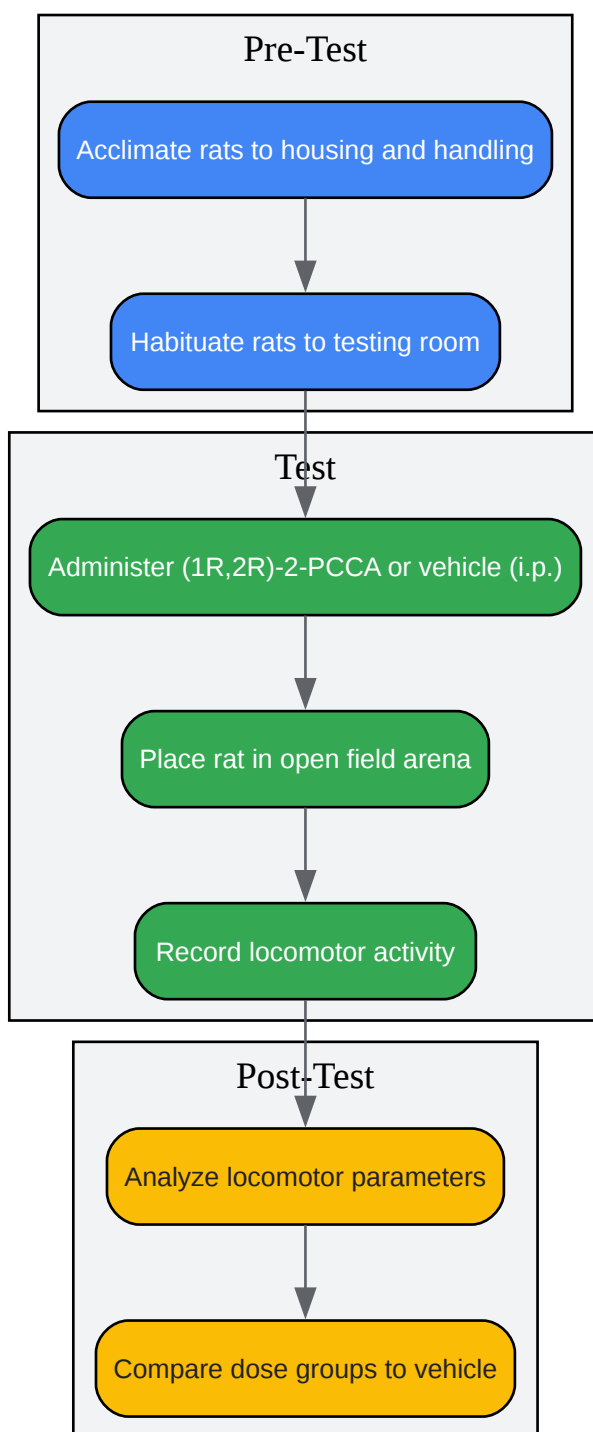 Pre-Test
Acclimate rats to housing and handling
Habituate rats to testing room
Test
Administer (1R,2R)-2-PCCA or vehicle (i.p.)
Place rat in open field arena
Record locomotor activity
Post-Test
Analyze locomotor parameters
Compare dose groups to vehicle